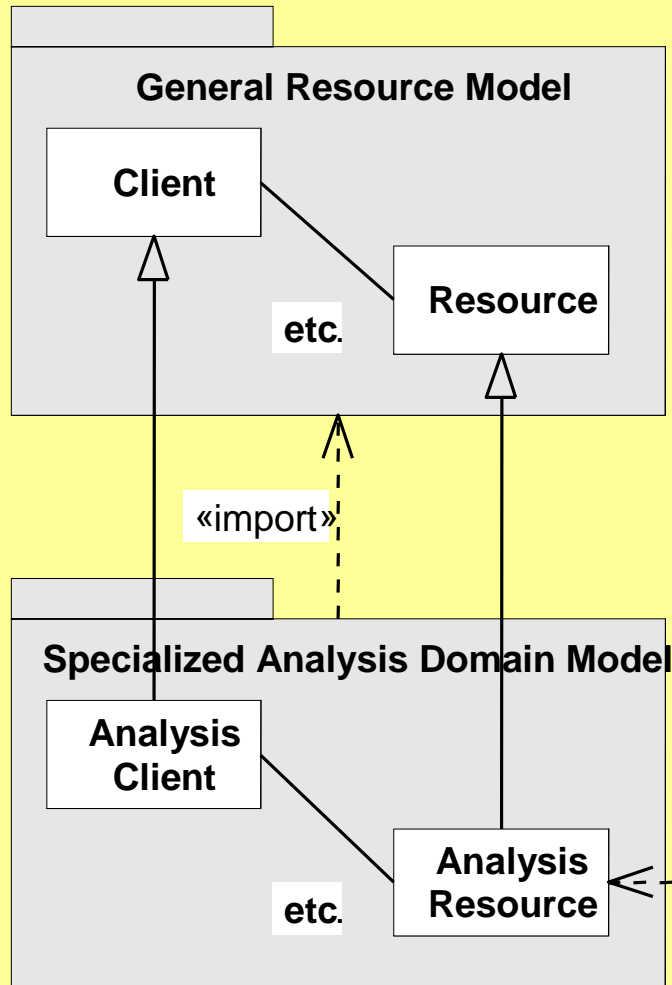 General Resource Model
Client
Resource
etc.
«import»
Specialized Analysis Domain Model
Analysis
Client
Analysis
Resource
etc.